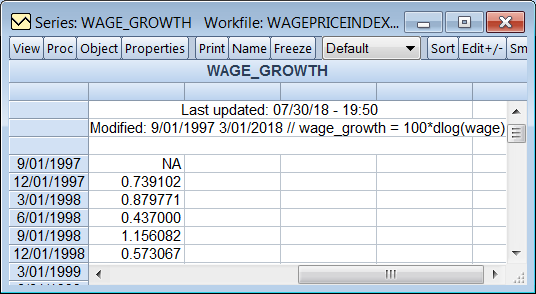 Series: WAGE_GROWTH Workfile: WAGEPRICEINDEX...
View Proc Object Properties Print Name Freeze Default Sort Edit+/- Sm
WAGE_GROWTH
Last updated: 07/30/18 - 19:50
Modified: 9/01/1997 3/01/2018 // wage_growth = 100*dlog(wage)
9/01/1997 NA
12/01/1997 0.739102
3/01/1998 0.879771
6/01/1998 0.437000
9/01/1998 1.156082
12/01/1998 0.573067
3/01/1999